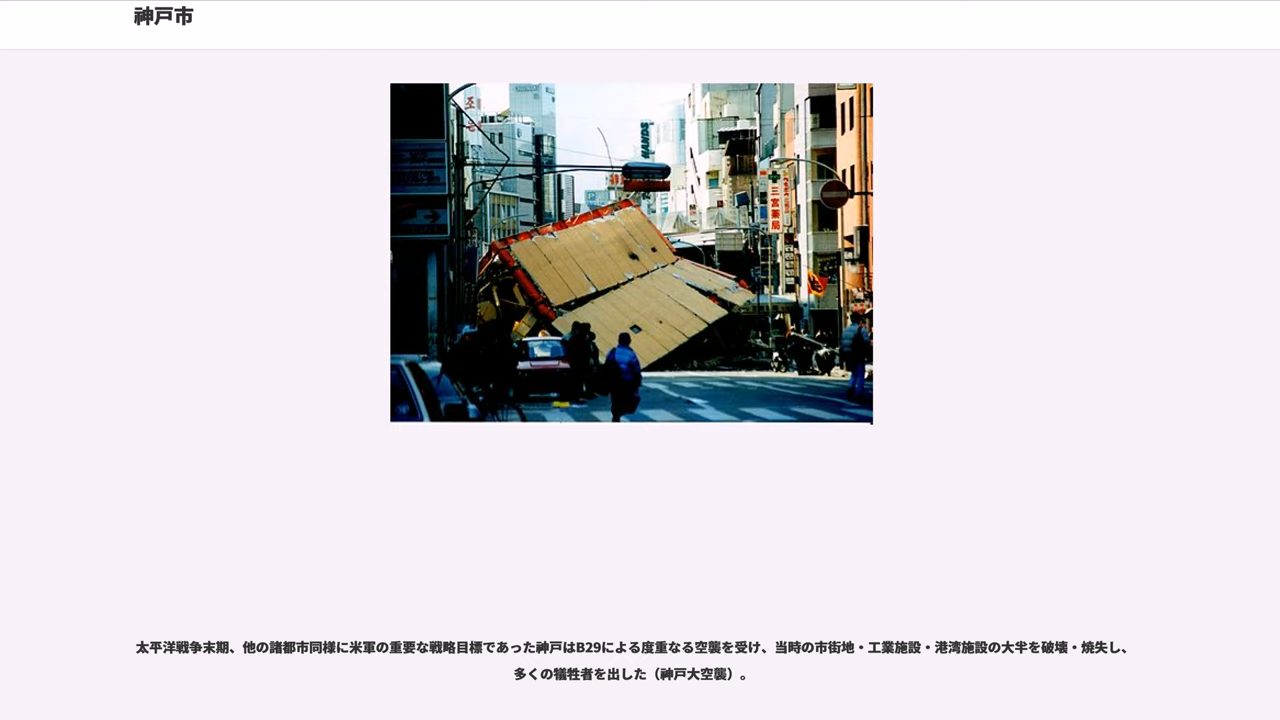 神戸市
三宮薬局
太平洋戦争末期、他の諸都市同様に米軍の重要な戦略目標であった神戸はB29による度重なる空襲を受け、当時の市街地・工業施設・港湾施設の大半を破壊・焼失し、
多くの犠牲者を出した（神戸大空襲）。